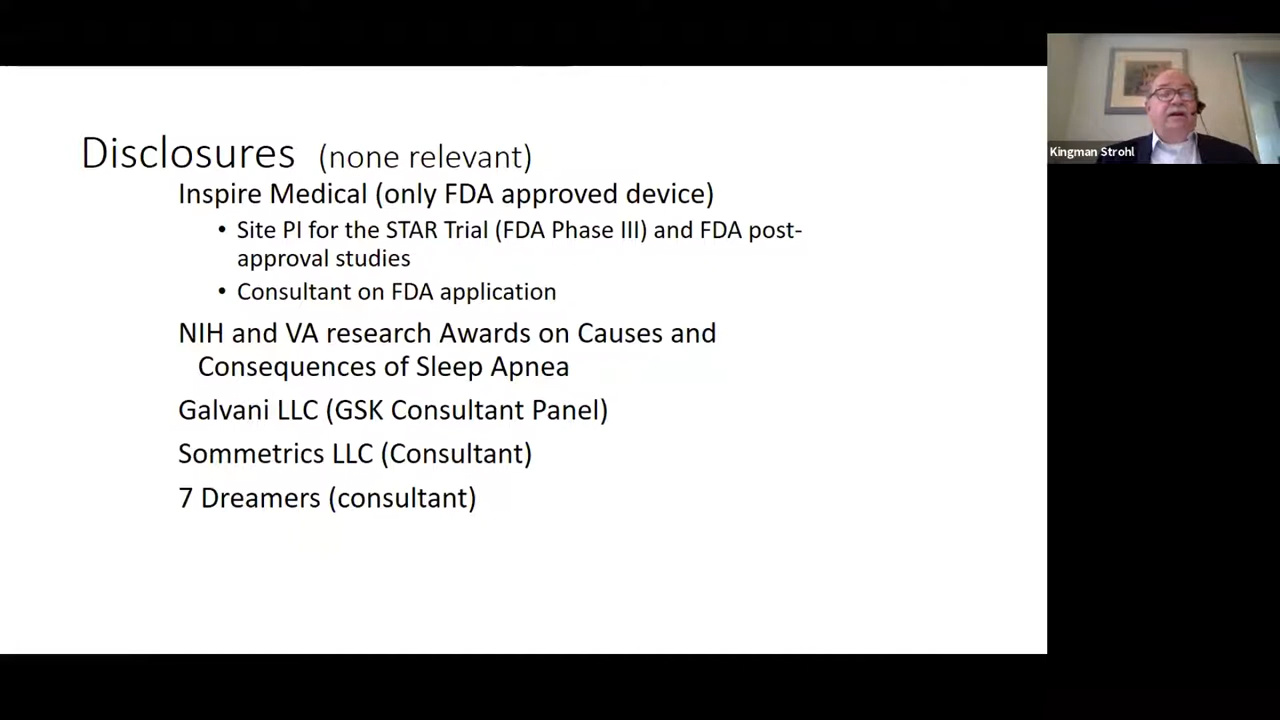 Disclosures (none relevant)
Inspire Medical (only FDA approved device)
• Site PI for the STAR Trial (FDA Phase III) and FDA post-
approval studies
• Consultant on FDA application
NIH and VA research Awards on Causes and
Consequences of Sleep Apnea
Galvani LLC (GSK Consultant Panel)
Sommetrics LLC (Consultant)
7 Dreamers (consultant)
Kingman Strohl